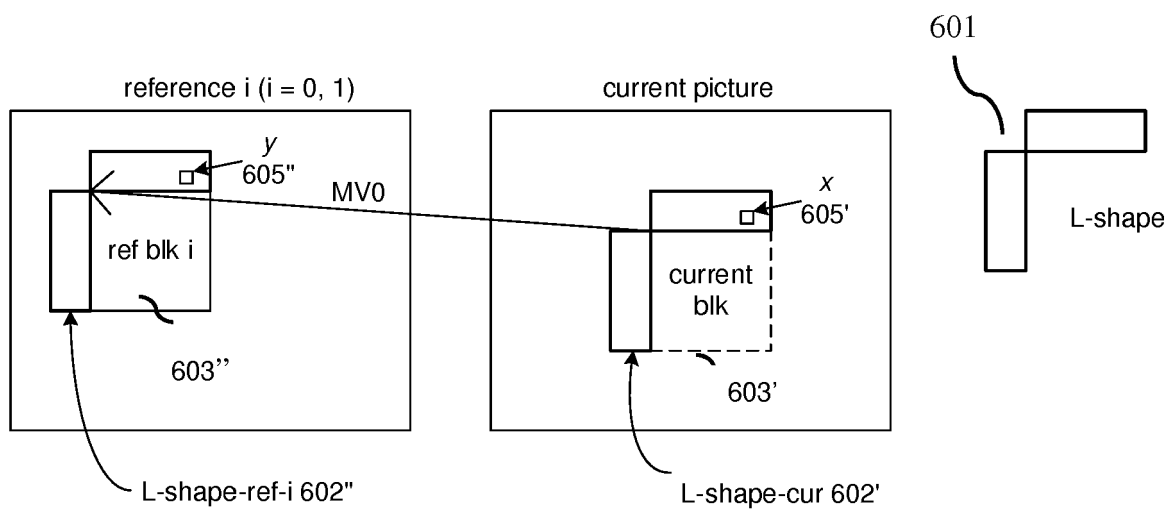 601
reference i (i = 0, 1)
current picture
y
605"
MV0
x
605'
L-shape
ref blk i
current
blk
603”
603’
L-shape-ref-i 602"
L-shape-cur 602'